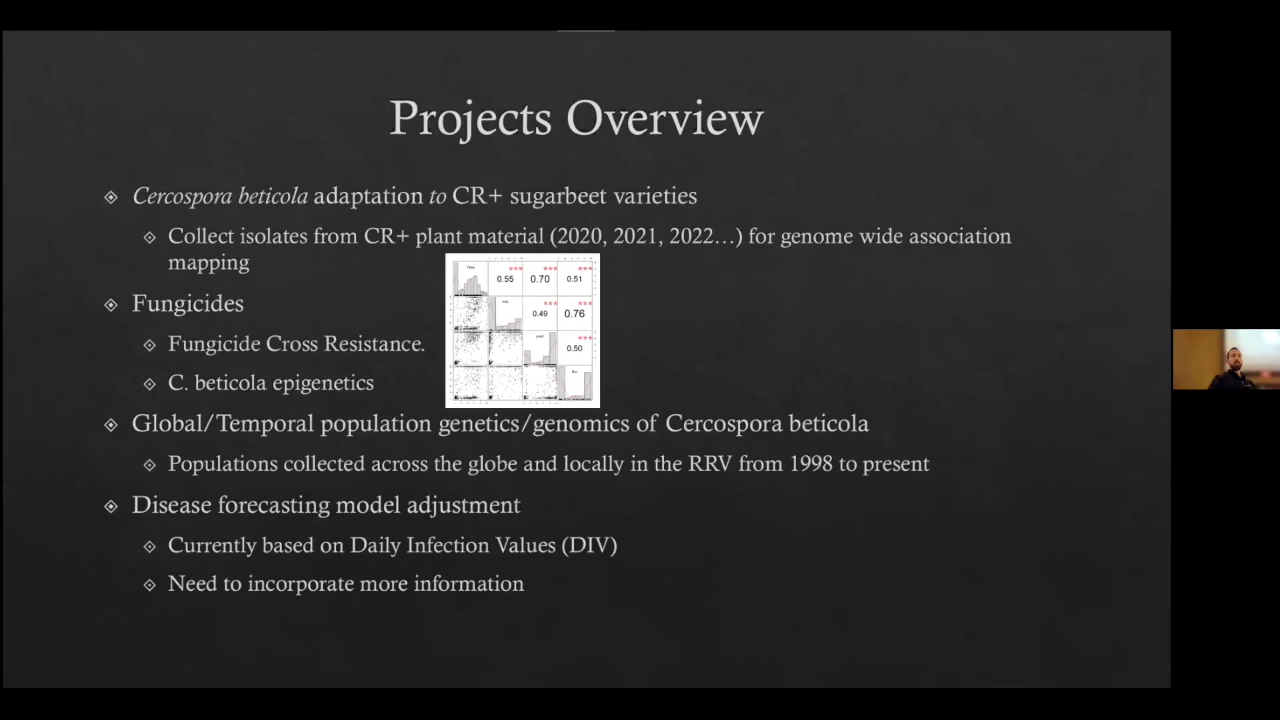 Projects Overview
Cercospora beticola adaptation to CR+ sugarbeet varieties
Collect isolates from CR+ plant material (2020, 2021, 2022…) for genome wide association
mapping
Fungicides
Fungicide Cross Resistance.
C. beticola epigenetics
0.55
0.70
0.51
0.49
0.76
0.50
Global/Temporal population genetics/genomics of Cercospora beticola
Populations collected across the globe and locally in the RRV from 1998 to present
Disease forecasting model adjustment
Currently based on Daily Infection Values (DIV)
Need to incorporate more information